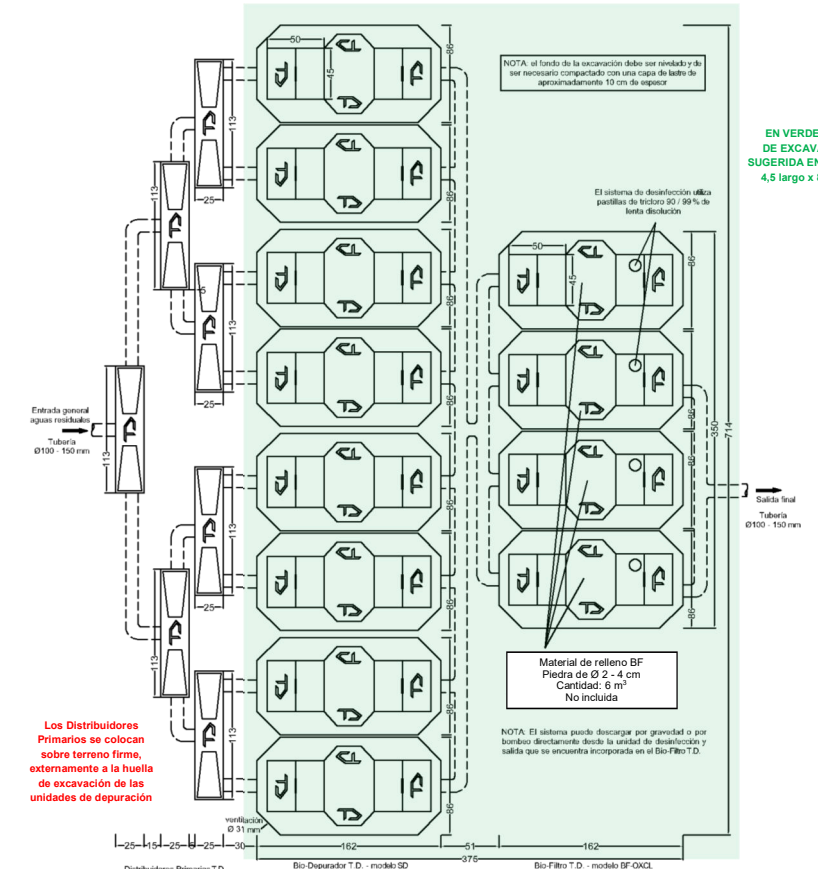 NOTA: el fondo de la excavación debe ser nivelado y de
ser necesario compactado con una capa de lastre de
aproximadamente 10 cm de espesor
EN VERDE
DE EXCAVA
SUGERIDA EN
4,5 largo x
El sistema de desinfección utiliza
pastillas de tricloro 90 / 99 % de
lenta disolución
Entrada general
aguas residuales
Tubería
Ø100 - 150 mm
Salida final
Tubería
Ø100 - 150 mm
Material de relleno BF
Piedra de Ø 2 - 4 cm
Cantidad: 6 m³
No incluida
NOTA: El sistema puede descargar por gravedad o por
bombeo directamente desde la unidad de desinfección y
salida que se encuentra incorporada en el Bio-Filtro T.D.
Los Distribuidores
Primarios se colocan
sobre terreno firme,
externamente a la huella
de excavación de las
unidades de depuración
ventilación
Ø 31 mm
50
45
86
113
25
5
50
45
86
350
714
25 15 25 5 25 30 162 51 162
375
Distribuidores Primarios T.D.
Bio-Depurador T.D. - modelo SD
Bio-Filtro T.D. - modelo BF-OXCL